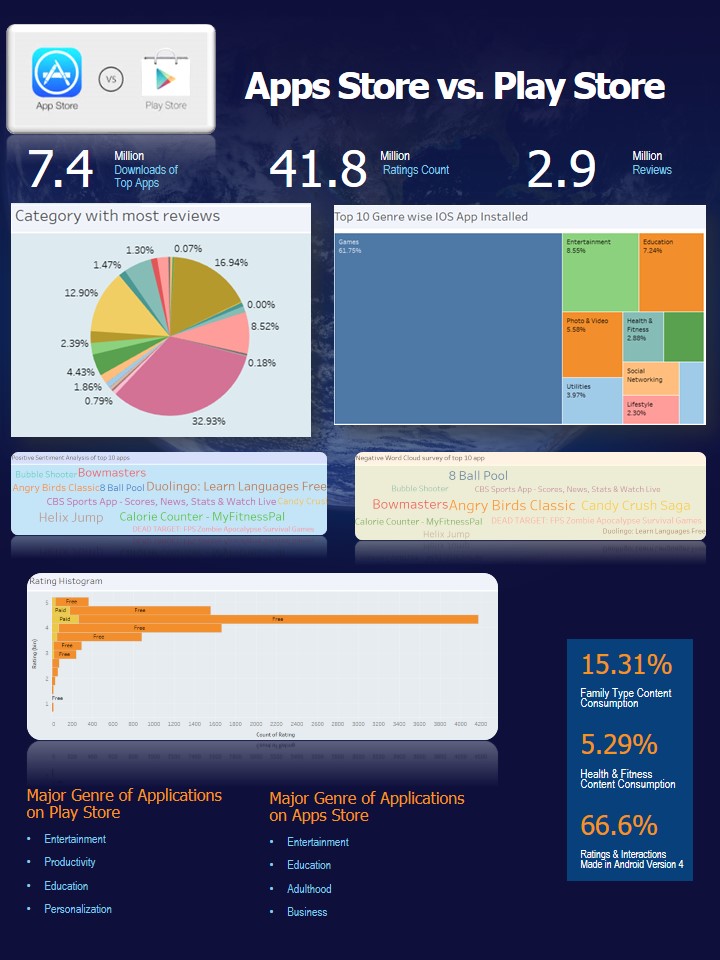 App Store
VS
Play Store
Apps Store vs. Play Store
7.4
Million
Downloads of
Top Apps
41.8
Million
Ratings Count
2.9
Million
Reviews
Category with most reviews
1.30%
0.07%
16.94%
1.47%
12.90%
0.00%
8.52%
2.39%
0.18%
4.43%
1.86%
0.79%
32.93%
Top 10 Genre wise IOS App Installed
Games
61.75%
Entertainment
8.55%
Education
7.24%
Photo & Video
5.58%
Health &
Fitness
2.88%
Utilities
3.97%
Social
Networking
Lifestyle
2.30%
Positive Sentiment Analysis of top 10 apps
Bubble Shooter Bowmasters
Angry Birds Classic 8 Ball Pool Duolingo: Learn Languages Free
CBS Sports App - Scores, News, Stats & Watch Live Candy Crus
Helix Jump Calorie Counter - MyFitnessPal
DEAD TARGET: FPS Zombie Apocalypse Survival Games
Negative Word Cloud survey of top 10 app
8 Ball Pool
Bubble Shooter CBS Sports App - Scores, News, Stats & Watch Live
Bowmasters Angry Birds Classic Candy Crush Saga
Calorie Counter - MyFitnessPal DEAD TARGET: FPS Zombie Apocalypse Survival Games
Helix Jump Duolingo: Learn Languages Free
Rating Histogram
Rating (bin)
5
4
3
2
1
Free
Paid Free
Paid Free
Free
Free
Free
Free
Free
0 200 400 600 800 1000 1200 1400 1600 1800 2000 2200 2400 2600 2800 3000 3200 3400 3600 3800 4000 4200
Count of Rating
15.31%
Family Type Content
Consumption
5.29%
Health & Fitness
Content Consumption
66.6%
Ratings & Interactions
Made in Android Version 4
Major Genre of Applications
on Play Store
• Entertainment
• Productivity
• Education
• Personalization
Major Genre of Applications
on Apps Store
• Entertainment
• Education
• Adulthood
• Business